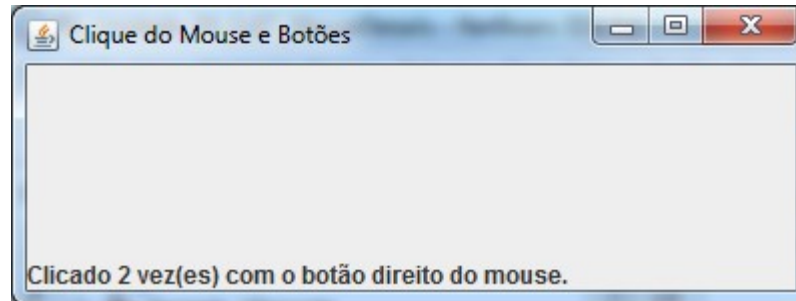 Clique do Mouse e Botões
Clicado 2 vez(es) com o botão direito do mouse.